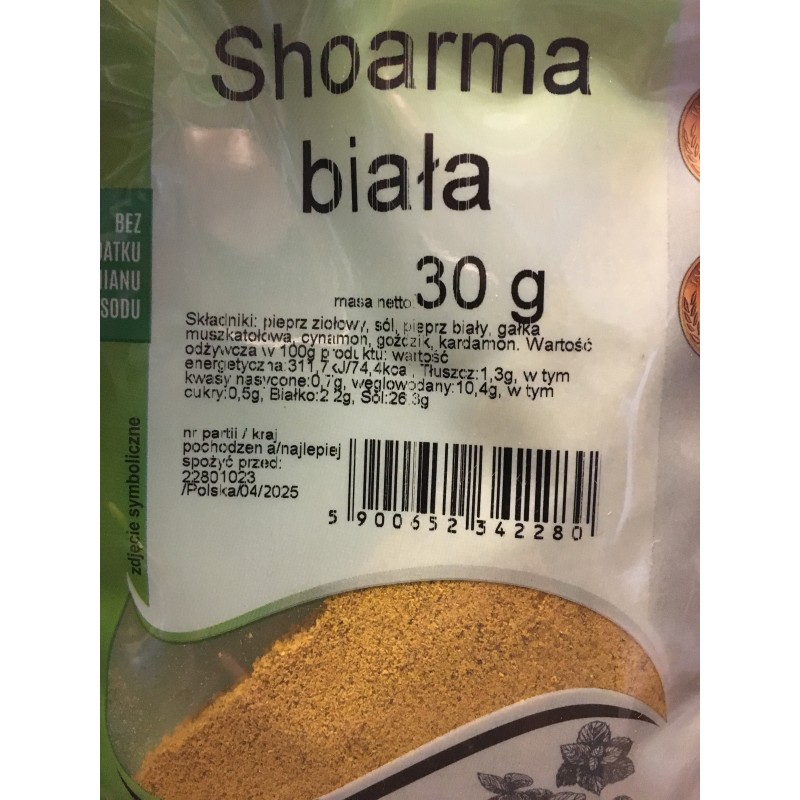 Shoarma
biała
BEZ
DATKU
NIANU
SODU
masa netto:30 g
Składniki: pieprz ziołowy, sól, pieprz biały, gałka
muszkatołowa, cynamon, goździk, kardamon. Wartość
odżywcza w 100g produktu: wartość
energetyczna:311,7kJ/74,4kcal, Tłuszcz:1,3g, w tym
kwasy nasycone:0,7g, węglowodany:10,4g, w tym
cukry:0,5g, Białko:2,2g, Sól:26,3g
nr partii / kraj
pochodzenia/najlepiej
spożyć przed:
22801023
/Polska/04/2025
5 900652 342280
zdjęcie symboliczne